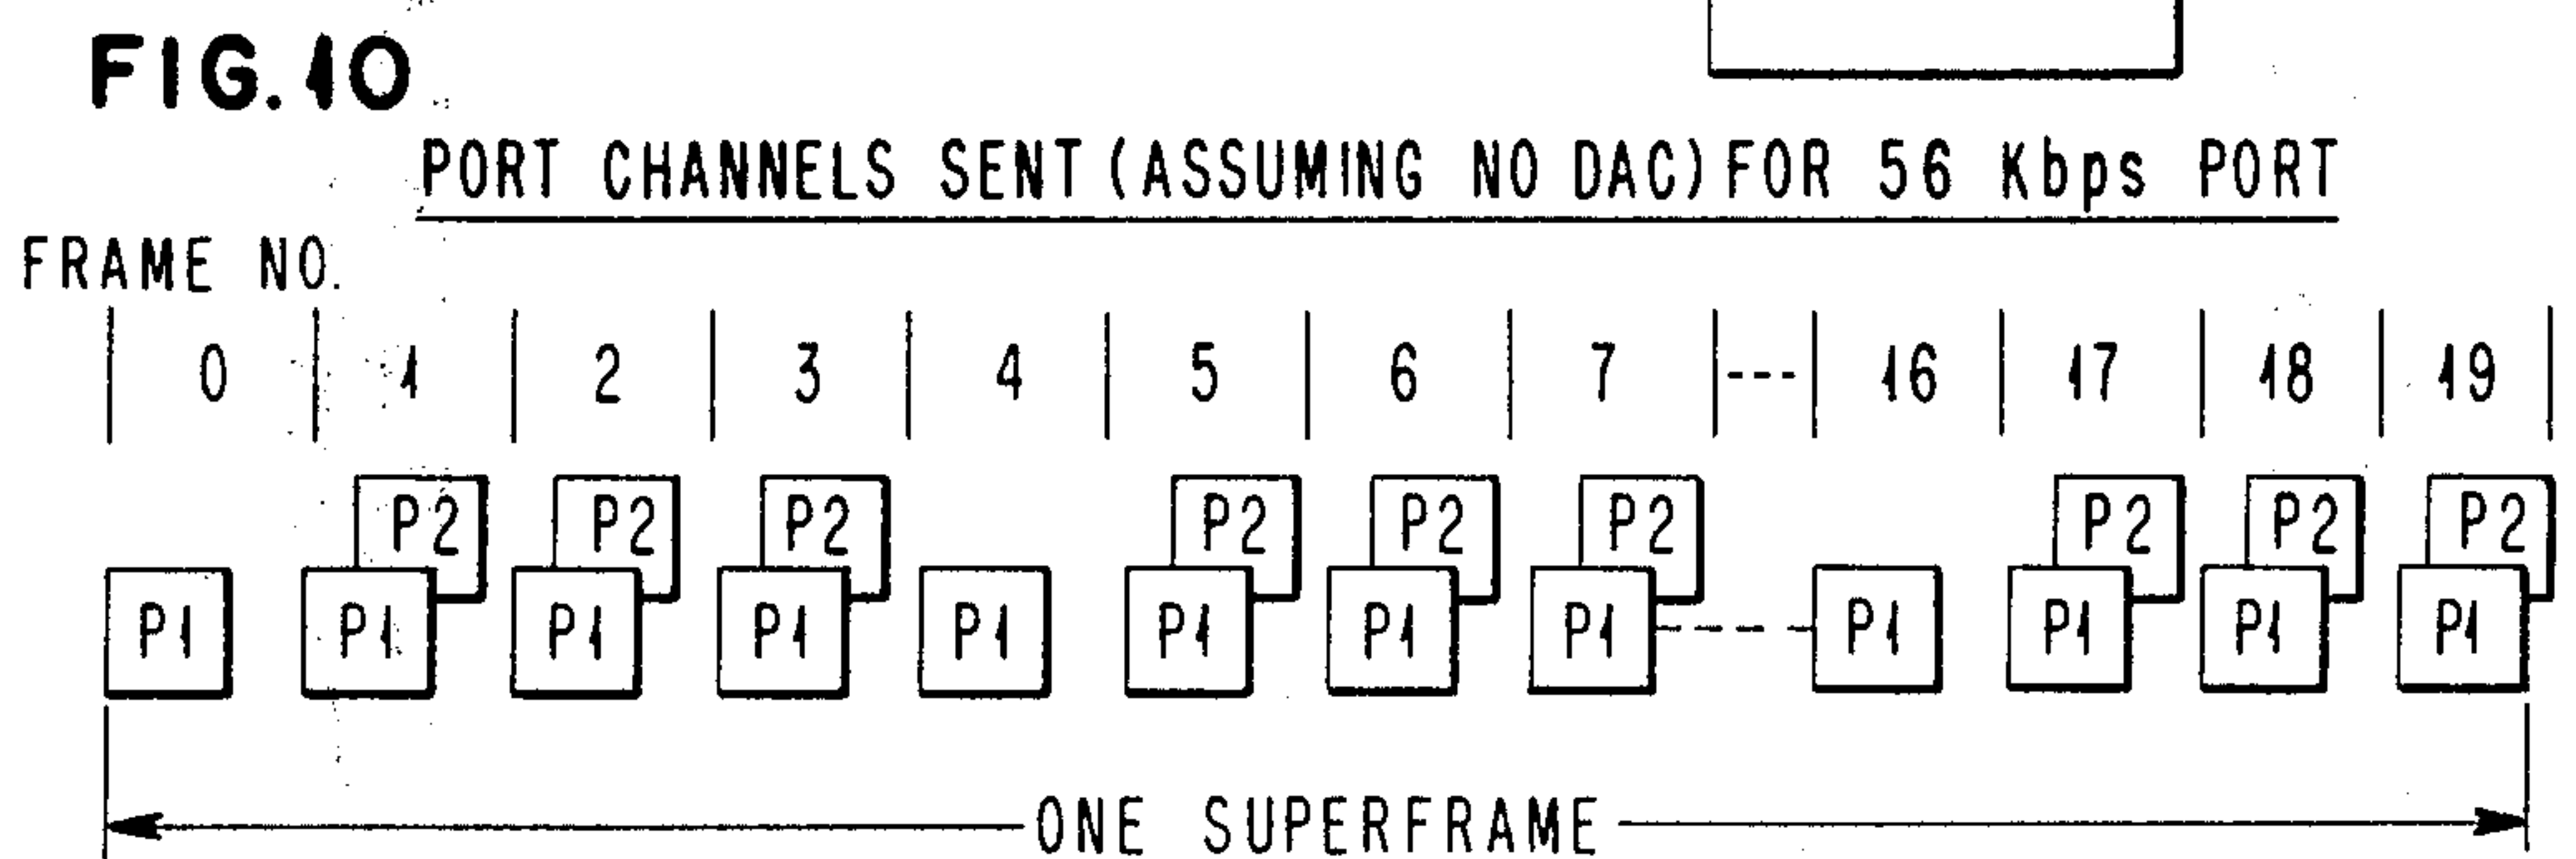 FIG.10
PORT CHANNELS SENT (ASSUMING NO DAC) FOR 56 Kbps PORT
FRAME NO.
0 1 2 3 4 5 6 7 --- 16 17 18 19
P2 P2 P2 P2 P2 P2 P2 P2 P2
P1 P1 P1 P1 P1 P1 P1 P1 P1 P1 P1 P1
ONE SUPERFRAME